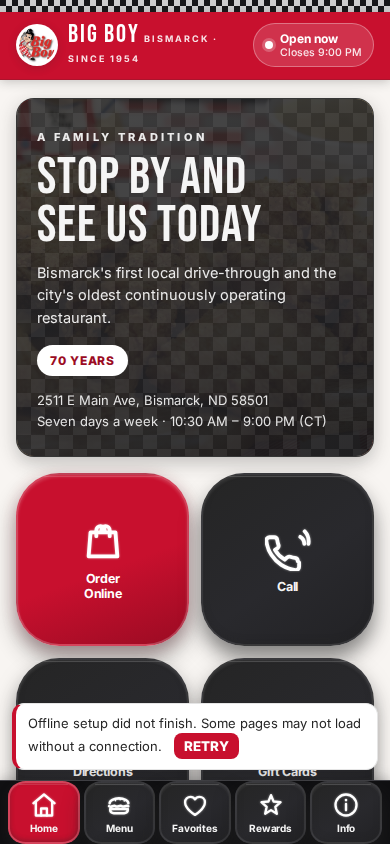 Big Boy
BIG BOY BISMARCK ·
SINCE 1954
Open now
Closes 9:00 PM
A FAMILY TRADITION
STOP BY AND
SEE US TODAY
Bismarck's first local drive-through and the
city's oldest continuously operating
restaurant.
70 YEARS
2511 E Main Ave, Bismarck, ND 58501
Seven days a week · 10:30 AM – 9:00 PM (CT)
Order
Online
Call
Offline setup did not finish. Some pages may not load
without a connection. RETRY
Directions
Gift Cards
Home
Menu
Favorites
Rewards
Info